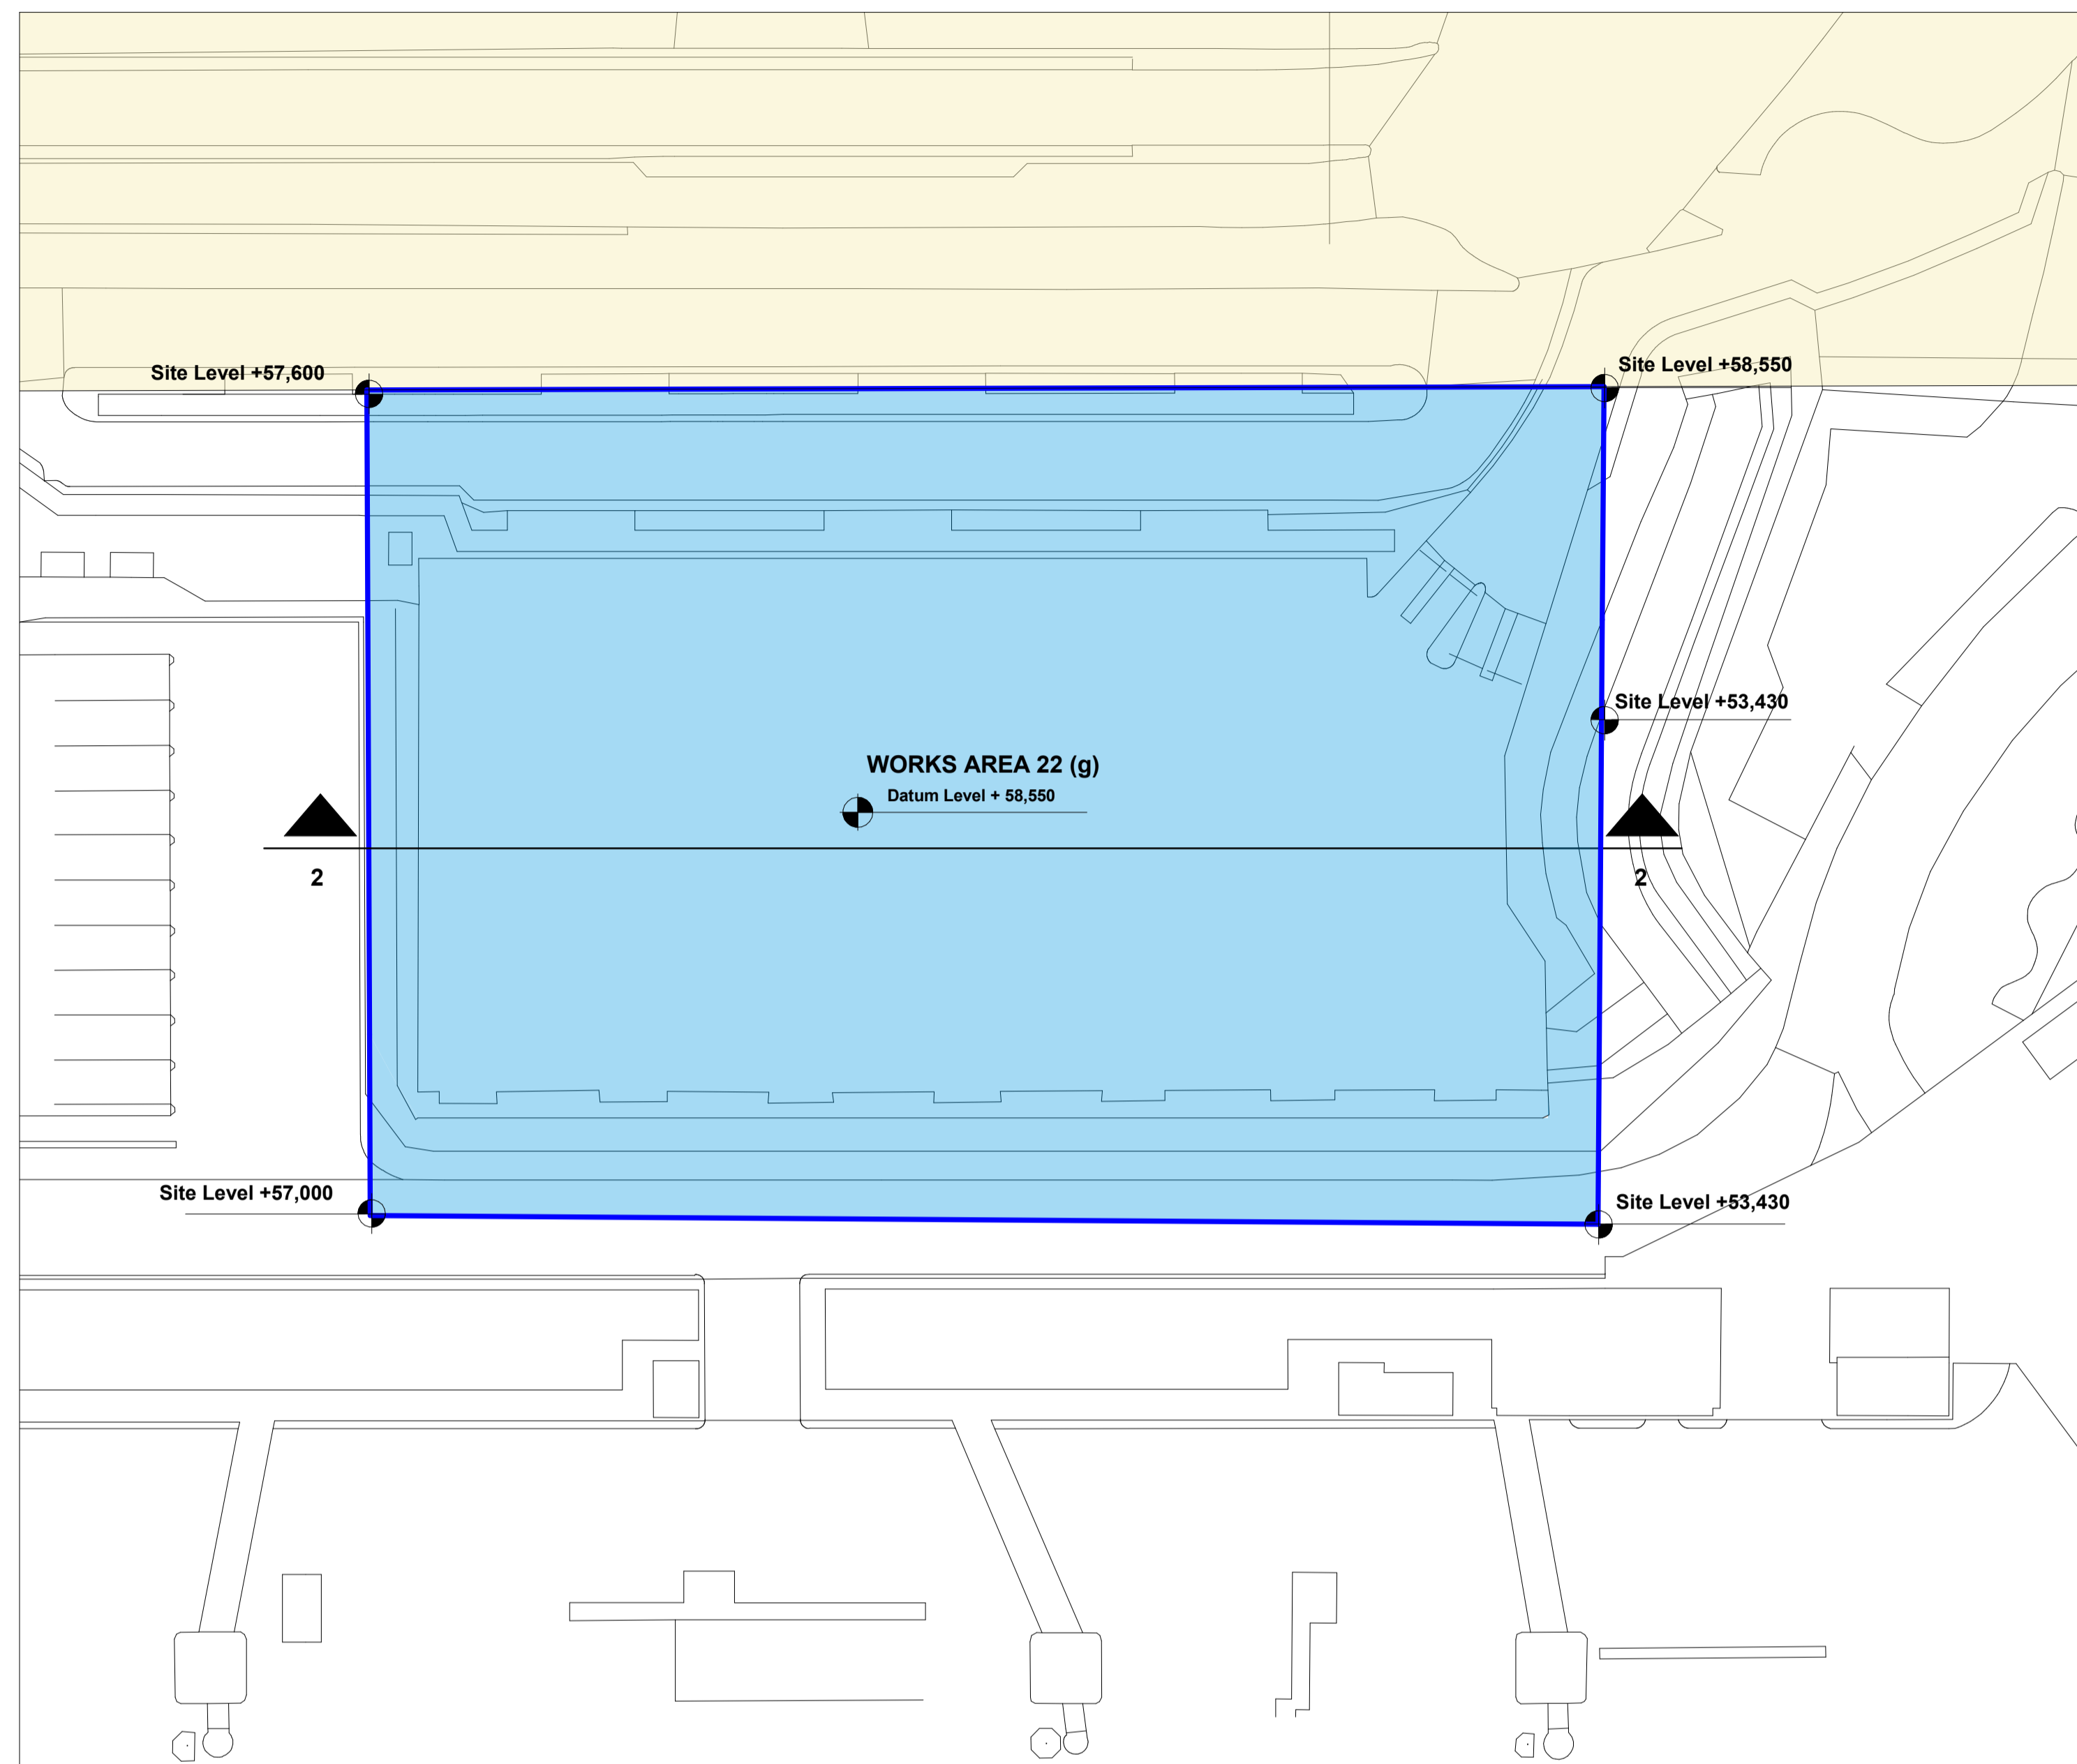 Site Level +58,550
Site Level +57,600
Site Level +53,430
WORKS AREA 22 (g)
Datum Level + 58,550
2
2
Site Level +57,000
Site Level +53,430